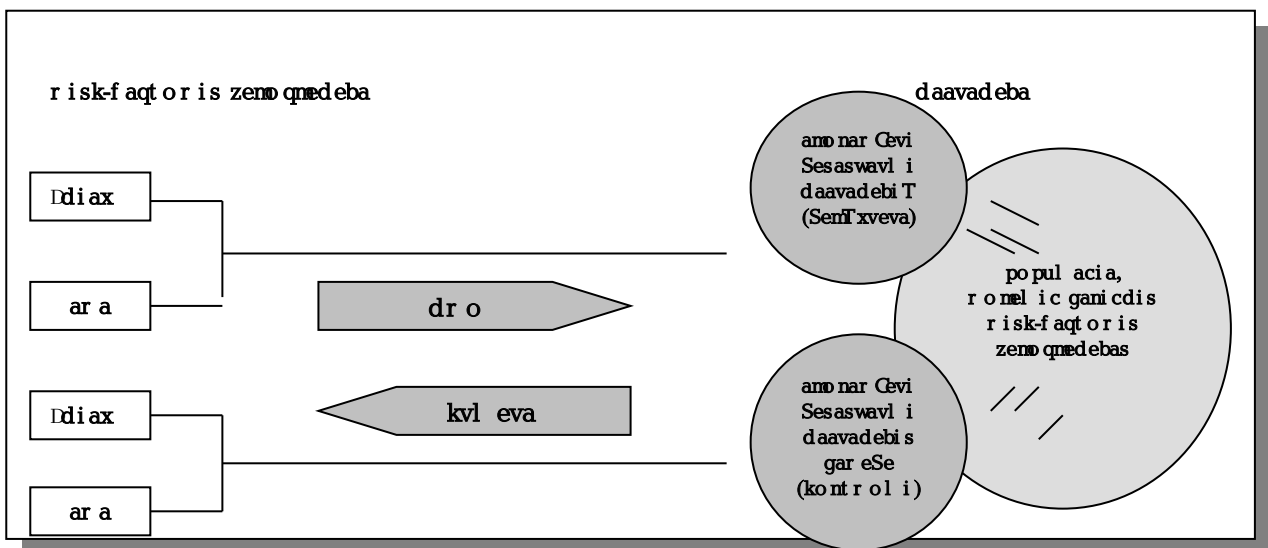 risk-faqtoris zemoqmedeba
daavadeba
amonarCevi
Sesaswavli
daavadebiT
(SemTxveva)
Ddiax
ara
dro
populacia,
romelic ganicdis
risk-faqtoris
zemoqmedebas
Ddiax
kvleva
amonarCevi
Sesaswavli
daavadebis
gareSe
(kontroli)
ara